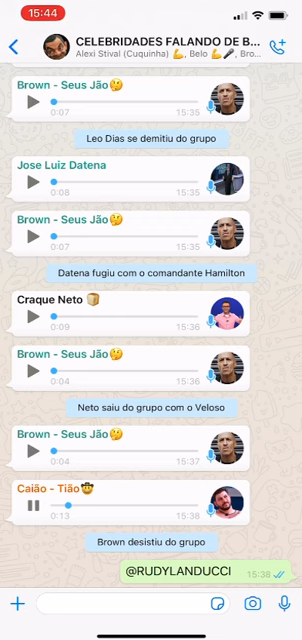 15:44
CELEBRIDADES FALANDO DE B...
Alexi Stival (Cuquinha) 💪, Belo 💪🎤, Bro...
Brown - Seus Jão🤔
0:07 15:35
Leo Dias se demitiu do grupo
Jose Luiz Datena
0:08 15:35
Brown - Seus Jão🤔
0:07 15:35
Datena fugiu com o comandante Hamilton
Craque Neto 🍞
0:09 15:36
Brown - Seus Jão🤔
0:04 15:36
Neto saiu do grupo com o Veloso
Brown - Seus Jão🤔
0:04 15:37
Caião - Tião🤠
0:13 15:38
Brown desistiu do grupo
@RUDYLANDUCCI 15:38